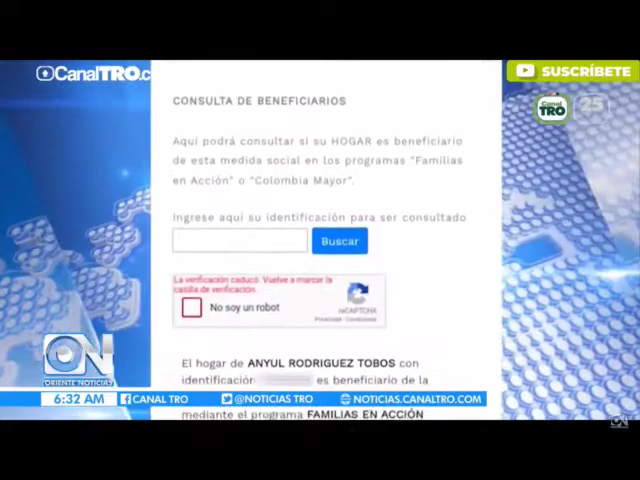 CanalTRO.c
SUSCRÍBETE
Canal TRO
25
CONSULTA DE BENEFICIARIOS
Aquí podrá consultar si su HOGAR es beneficiario
de esta medida social en los programas "Familias
en Acción" o "Colombia Mayor".
Ingrese aquí su identificación para ser consultado
Buscar
La verificación caducó. Vuelve a marcar la
casilla de verificación.
No soy un robot
reCAPTCHA
Privacidad - Condiciones
El hogar de ANYUL RODRIGUEZ TOBOS con
identificación es beneficiario de la
mediante el programa FAMILIAS EN ACCIÓN
ON
ORIENTE NOTICIAS
6:32 AM CANAL TRO @NOTICIAS TRO NOTICIAS.CANALTRO.COM
ON